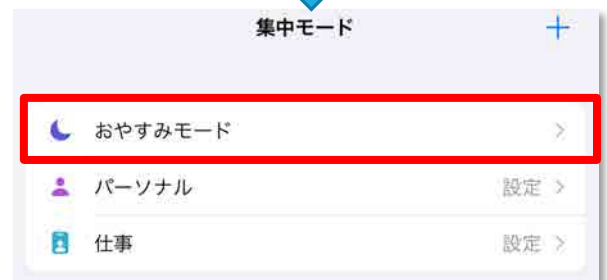 集中モード
おやすみモード
パーソナル 設定
仕事 設定